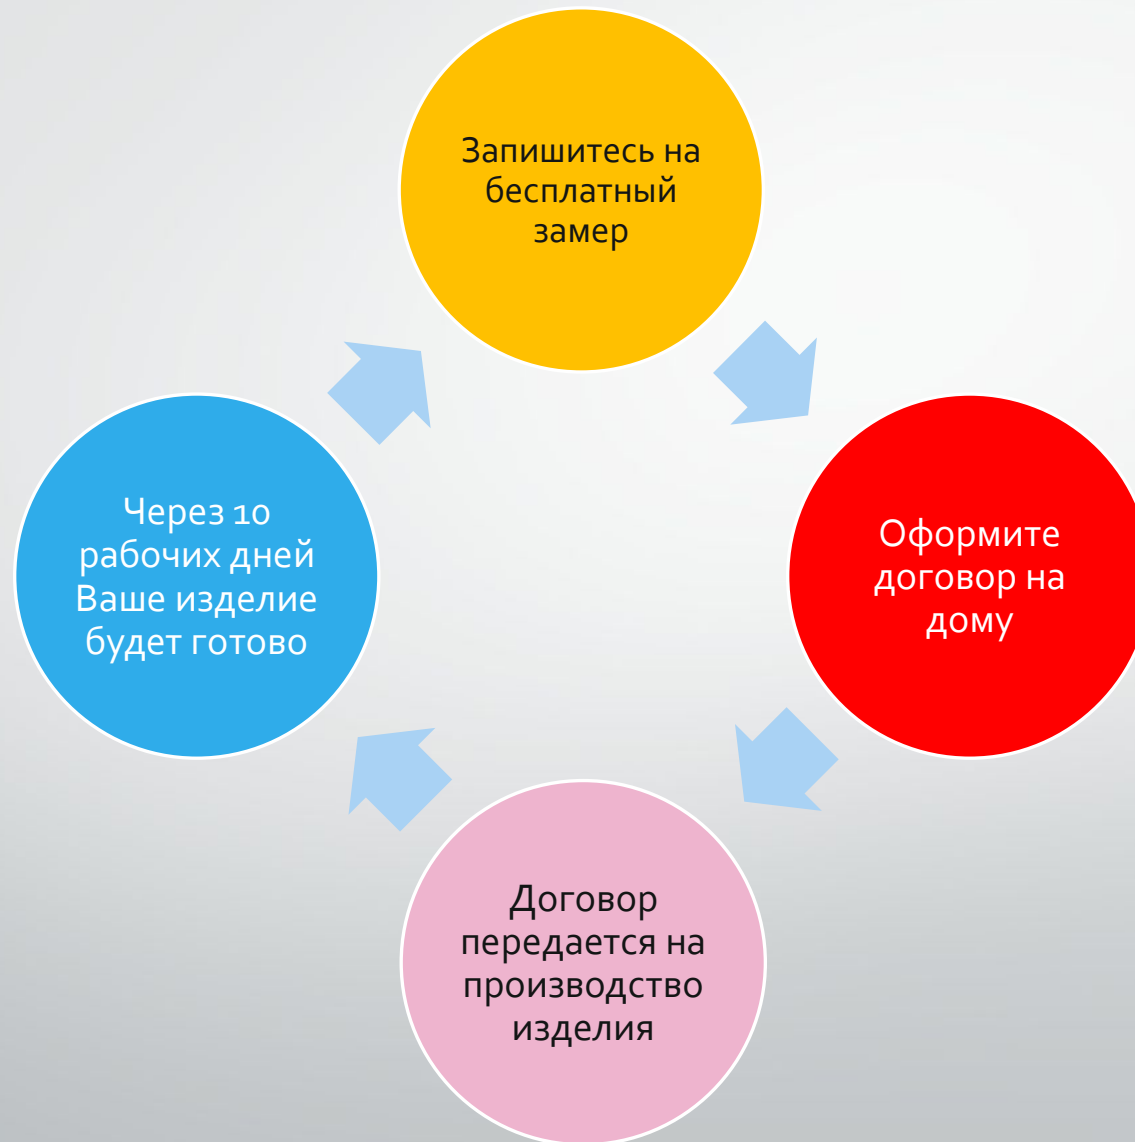 Запишитесь на
бесплатный
замер
Оформите
договор на
дому
Договор
передается на
производство
изделия
Через 10
рабочих дней
Ваше изделие
будет готово